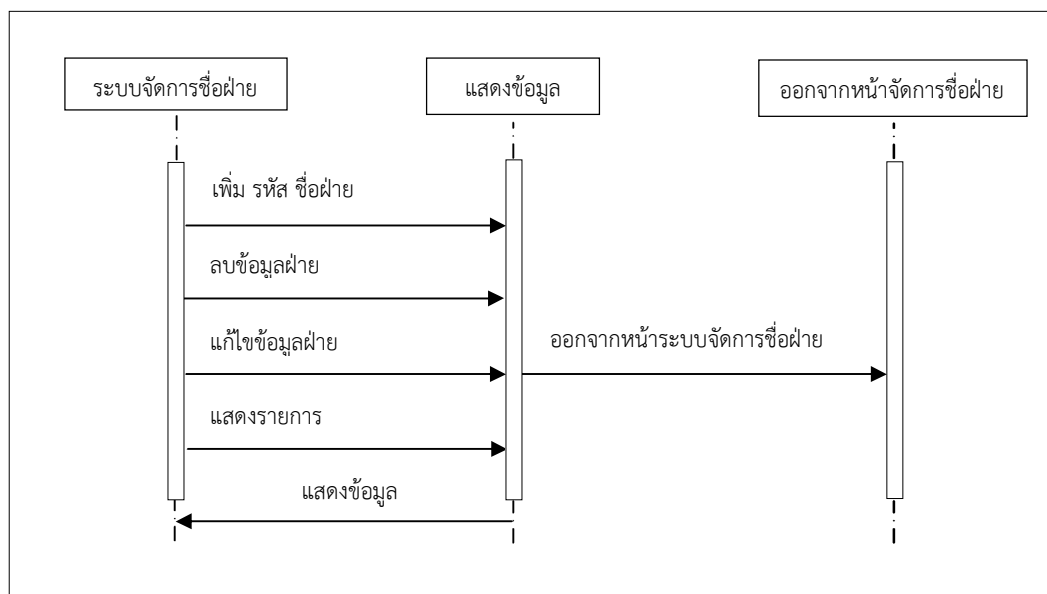 ระบบจัดการชื่อฝ่าย
แสดงข้อมูล
ออกจากหน้าจัดการชื่อฝ่าย
เพิ่ม รหัส ชื่อฝ่าย
ลบข้อมูลฝ่าย
แก้ไขข้อมูลฝ่าย
ออกจากหน้าระบบจัดการชื่อฝ่าย
แสดงรายการ
แสดงข้อมูล